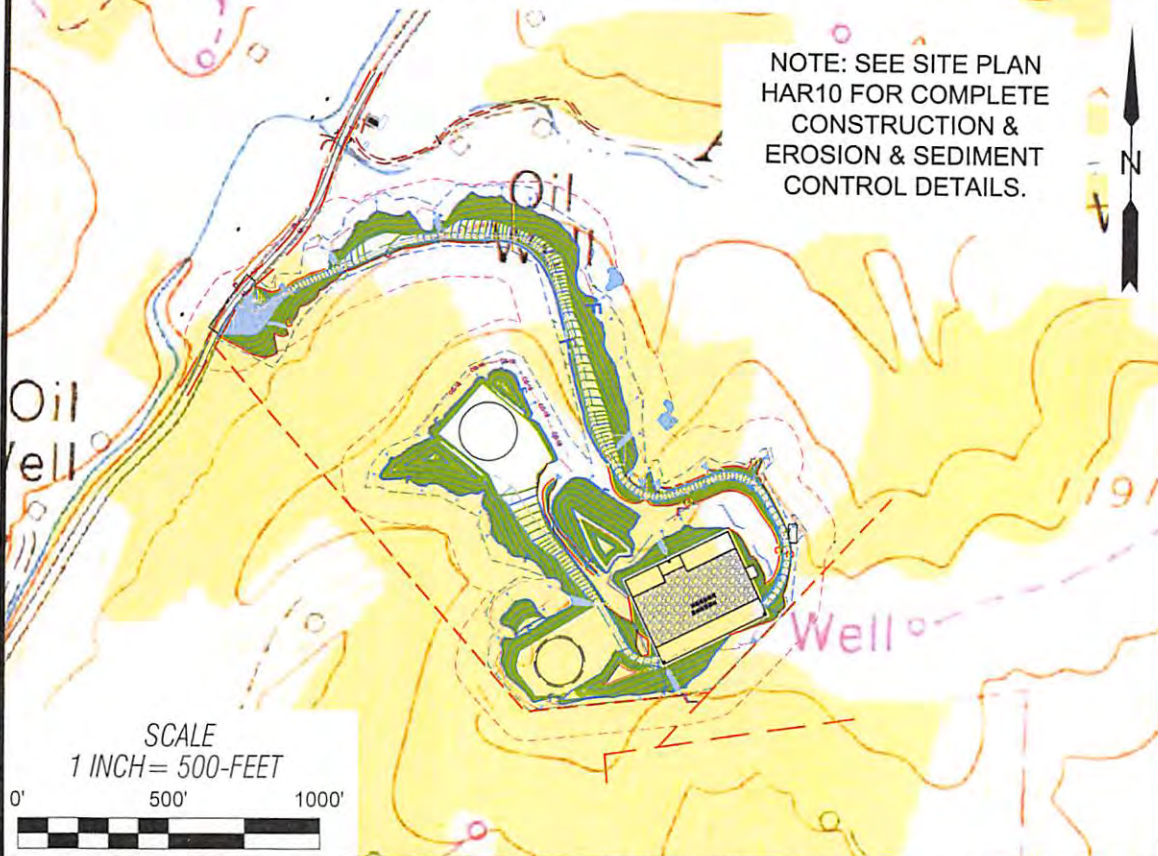 NOTE: SEE SITE PLAN
HAR10 FOR COMPLETE
CONSTRUCTION &
EROSION & SEDIMENT
CONTROL DETAILS.
N
Oil
Oil
Well
SCALE
1 INCH= 500-FEET
0' 500' 1000'